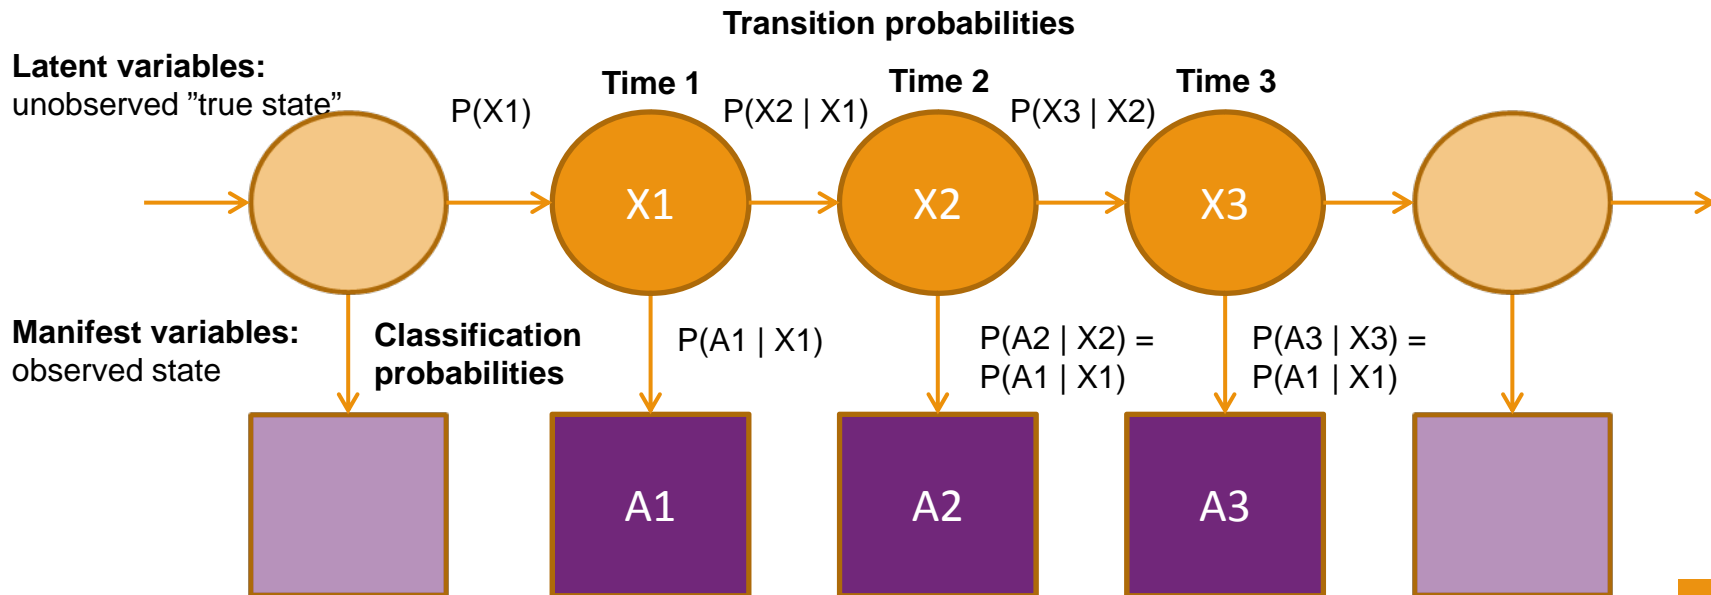 Transition probabilities
Latent variables:
unobserved ”true state”
P(X1)
Time 1
P(X2 | X1)
Time 2
P(X3 | X2)
Time 3
X1
X2
X3
Manifest variables:
observed state
Classification
probabilities
P(A1 | X1)
P(A2 | X2) =
P(A1 | X1)
P(A3 | X3) =
P(A1 | X1)
A1
A2
A3